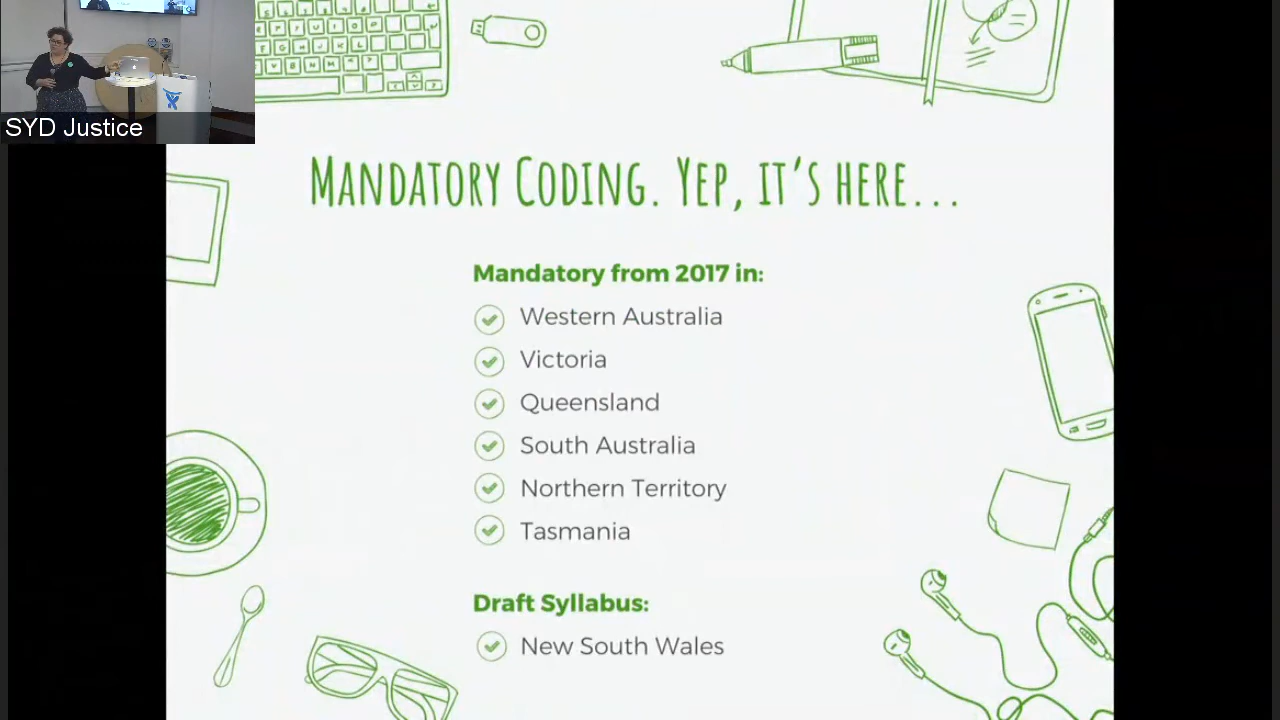 SYD Justice
MANDATORY CODING. YEP, IT'S HERE...
Mandatory from 2017 in:
Western Australia
Victoria
Queensland
South Australia
Northern Territory
Tasmania
Draft Syllabus:
New South Wales